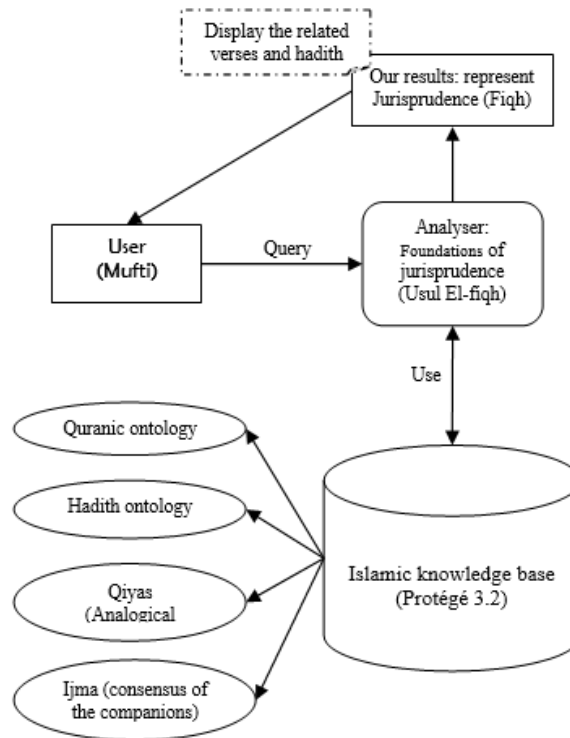 Display the related
verses and hadith
Our results: represent
Jurisprudence (Fiqh)
User
(Mufti)
Query
Analyser:
Foundations of
jurisprudence
(Usul El-fiqh)
Use
Quranic ontology
Hadith ontology
Qiyas
(Analogical
Ijma (consensus of
the companions)
Islamic knowledge base
(Protégé 3.2)